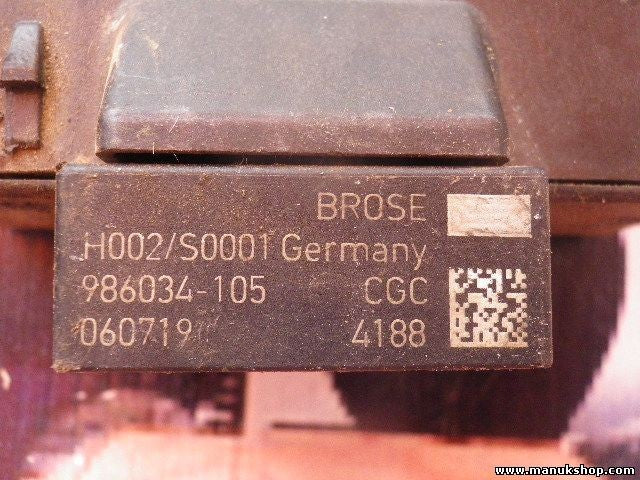 BROSE
H002/S0001 Germany
986034-105 CGC
060719 4188
www.manukshop.com